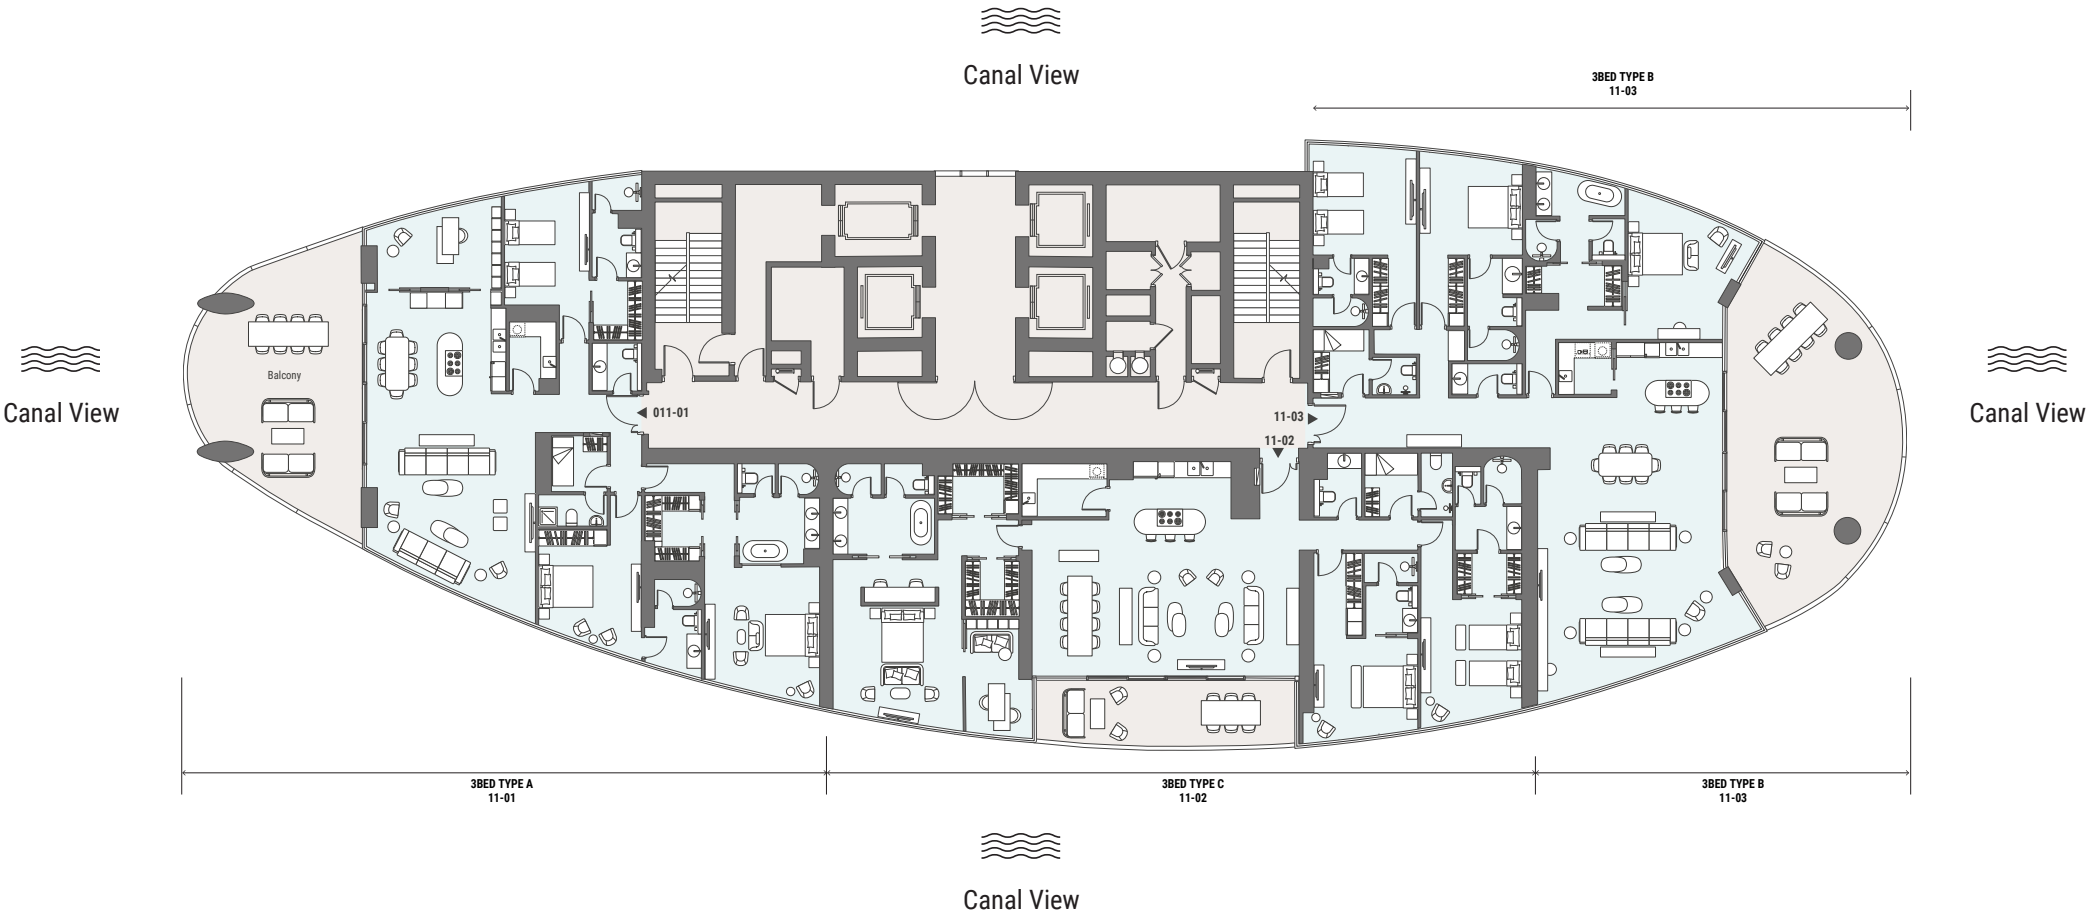 Canal View
3BED TYPE B
11-03
Canal View
Balcony
Canal View
011-01
11-03
11-02
3BED TYPE A
11-01
3BED TYPE C
11-02
3BED TYPE B
11-03
Canal View